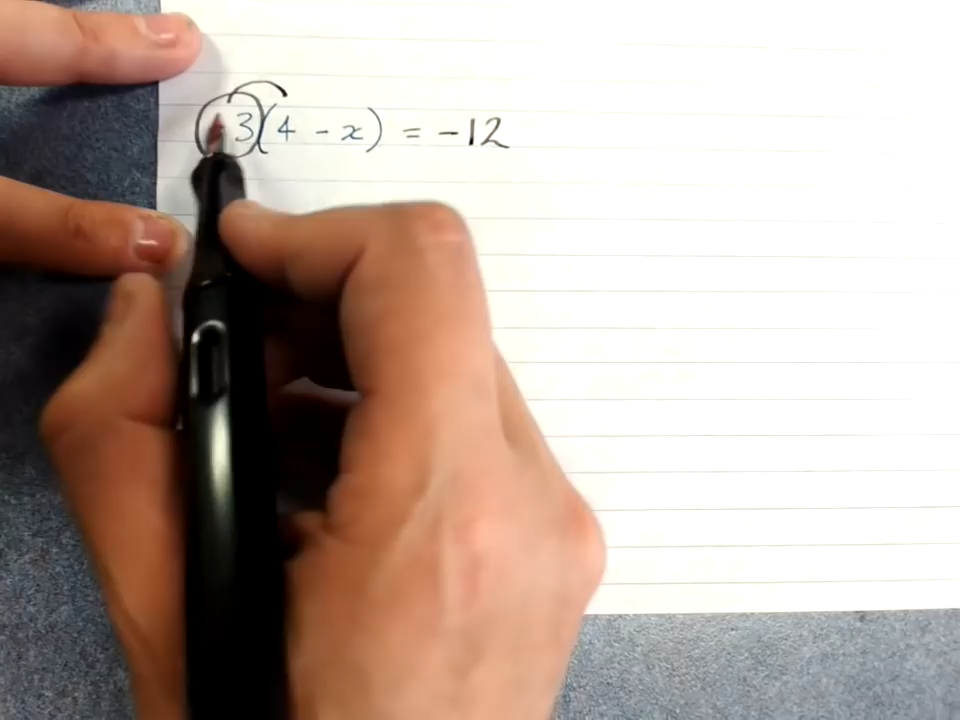 3(4 - x) = -12